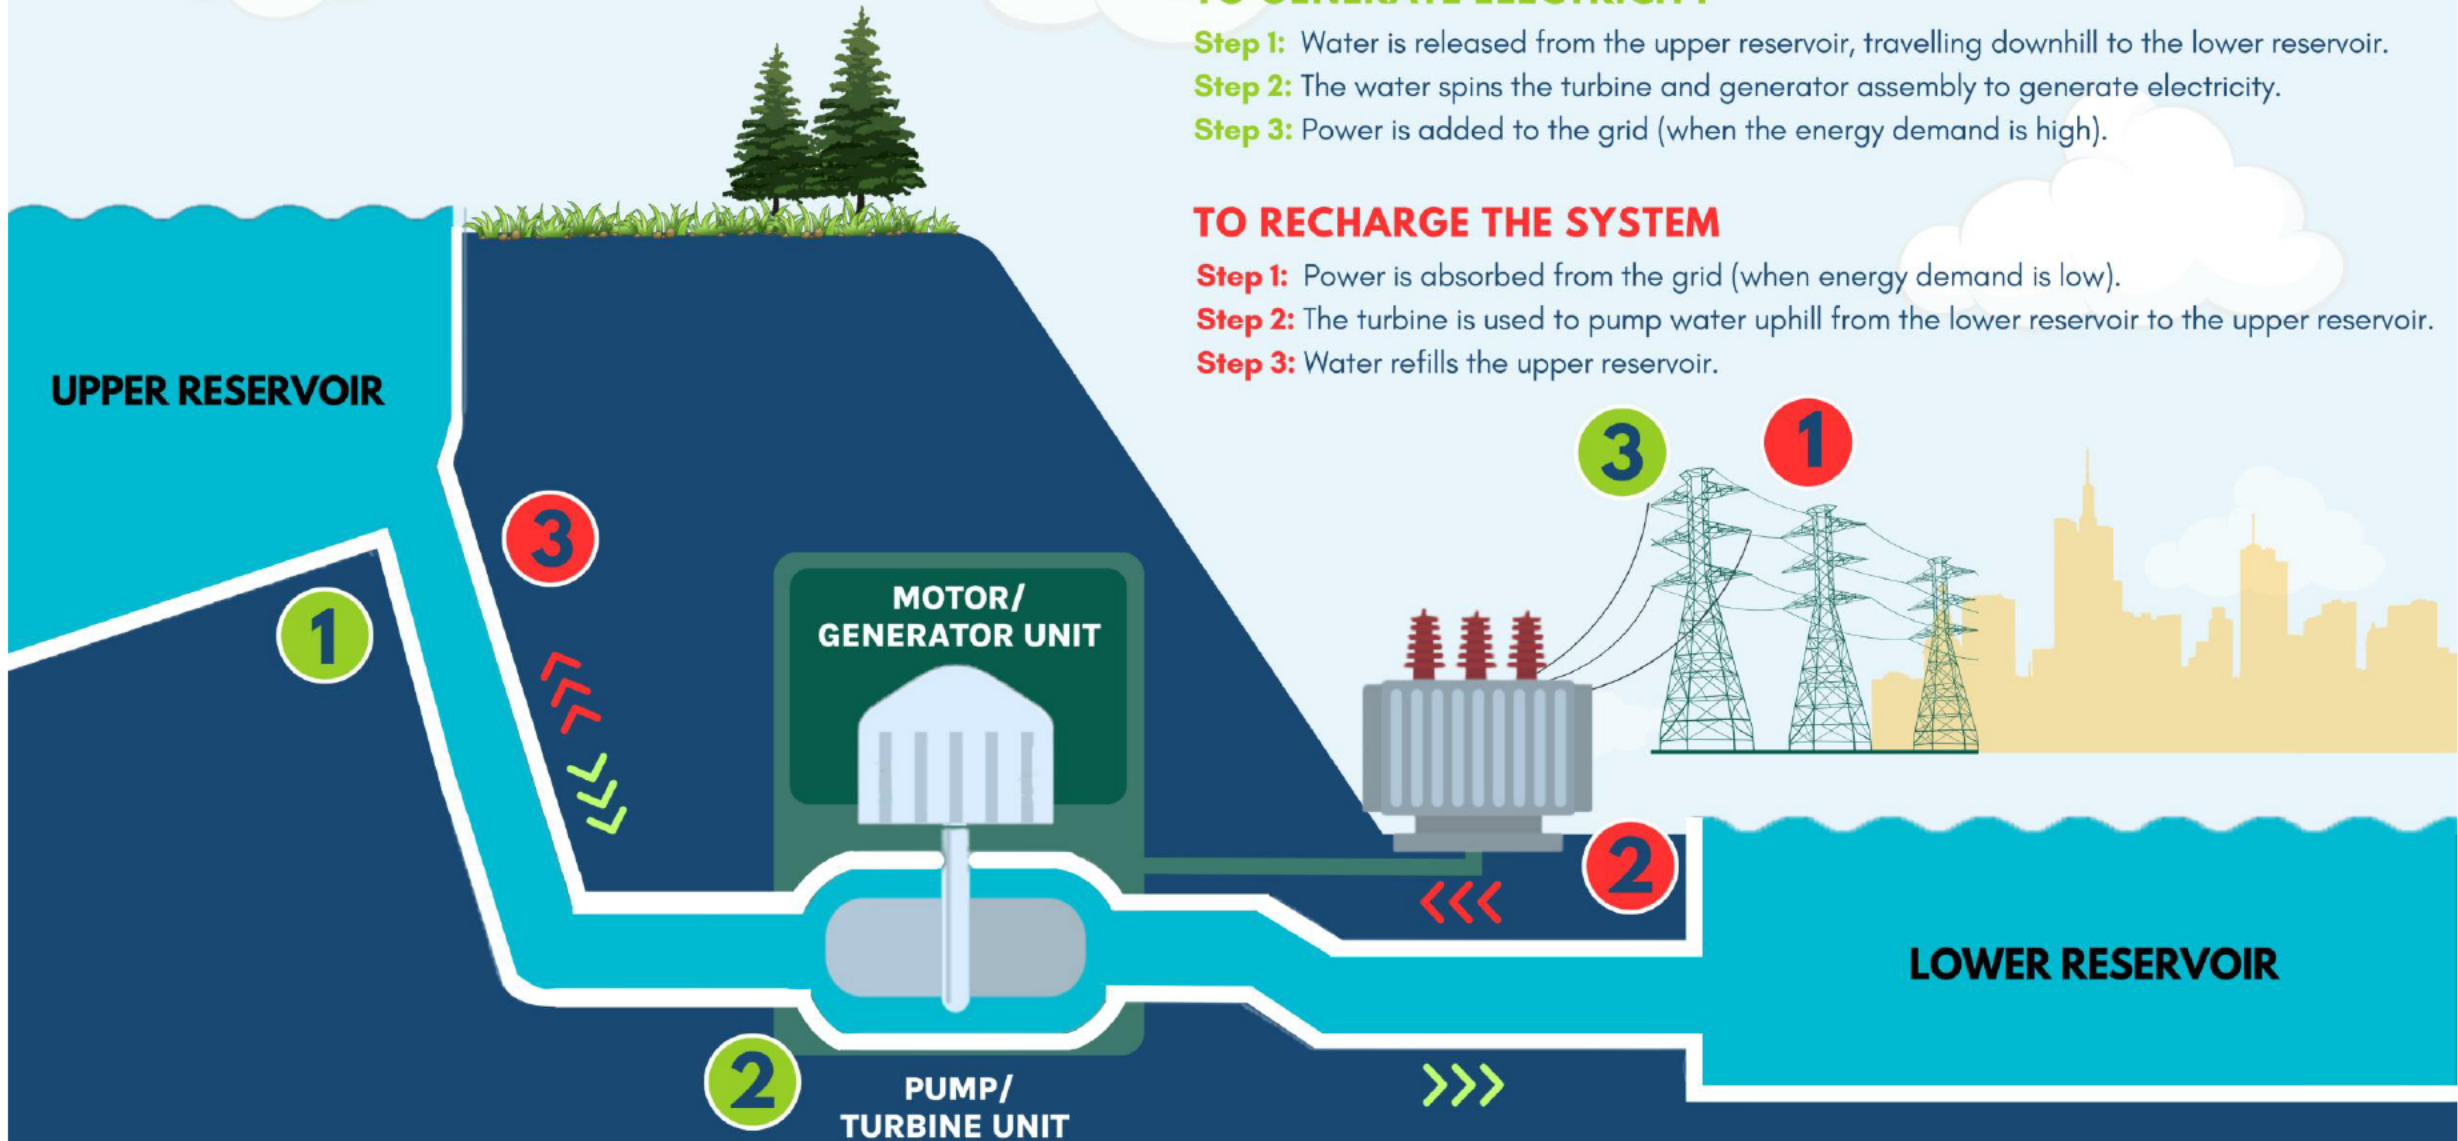 TO GENERATE ELECTRICITY
Step 1: Water is released from the upper reservoir, travelling downhill to the lower reservoir.
Step 2: The water spins the turbine and generator assembly to generate electricity.
Step 3: Power is added to the grid (when the energy demand is high).
TO RECHARGE THE SYSTEM
Step 1: Power is absorbed from the grid (when energy demand is low).
Step 2: The turbine is used to pump water uphill from the lower reservoir to the upper reservoir.
Step 3: Water refills the upper reservoir.
UPPER RESERVOIR
3
1
3
1
MOTOR/
GENERATOR UNIT
2
LOWER RESERVOIR
2
PUMP/
TURBINE UNIT